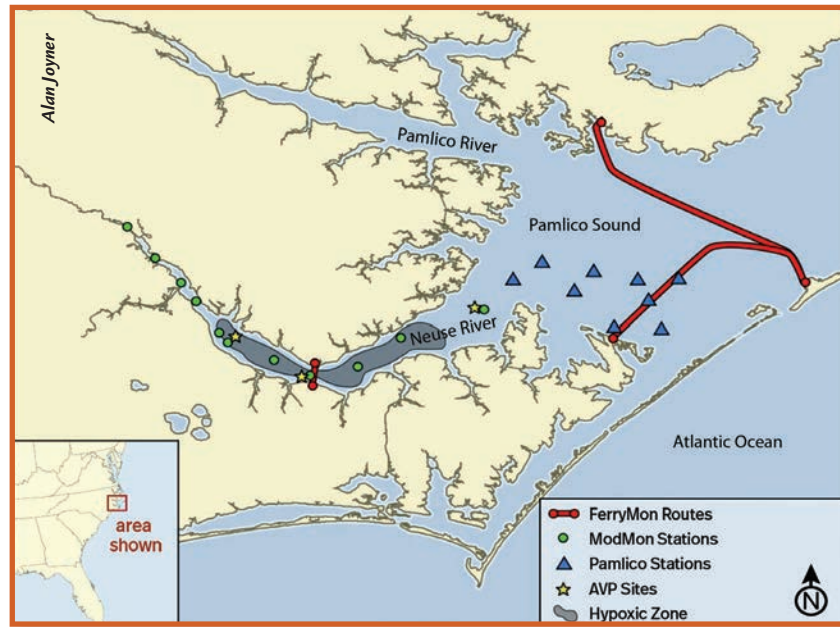 Alan Joyner
Pamlico River
Pamlico Sound
Neuse River
Atlantic Ocean
area
shown
FerryMon Routes
ModMon Stations
Pamlico Stations
AVP Sites
Hypoxic Zone
N